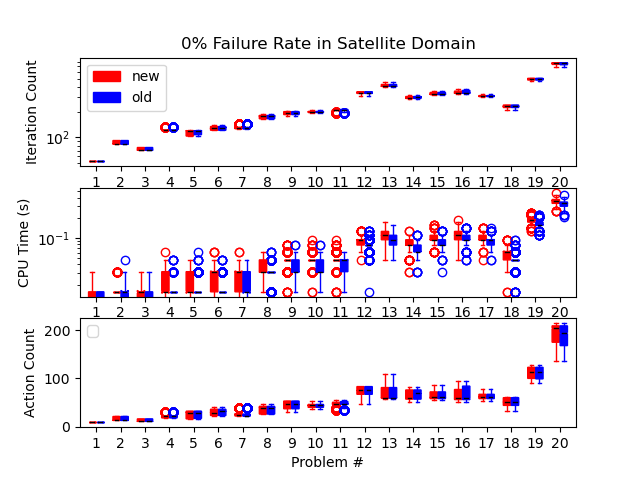 0% Failure Rate in Satellite Domain
Iteration Count
new
old
10²
1 2 3 4 5 6 7 8 9 10 11 12 13 14 15 16 17 18 19 20
CPU Time (s)
10⁻¹
1 2 3 4 5 6 7 8 9 10 11 12 13 14 15 16 17 18 19 20
Action Count
200
100
0
1 2 3 4 5 6 7 8 9 10 11 12 13 14 15 16 17 18 19 20
Problem #